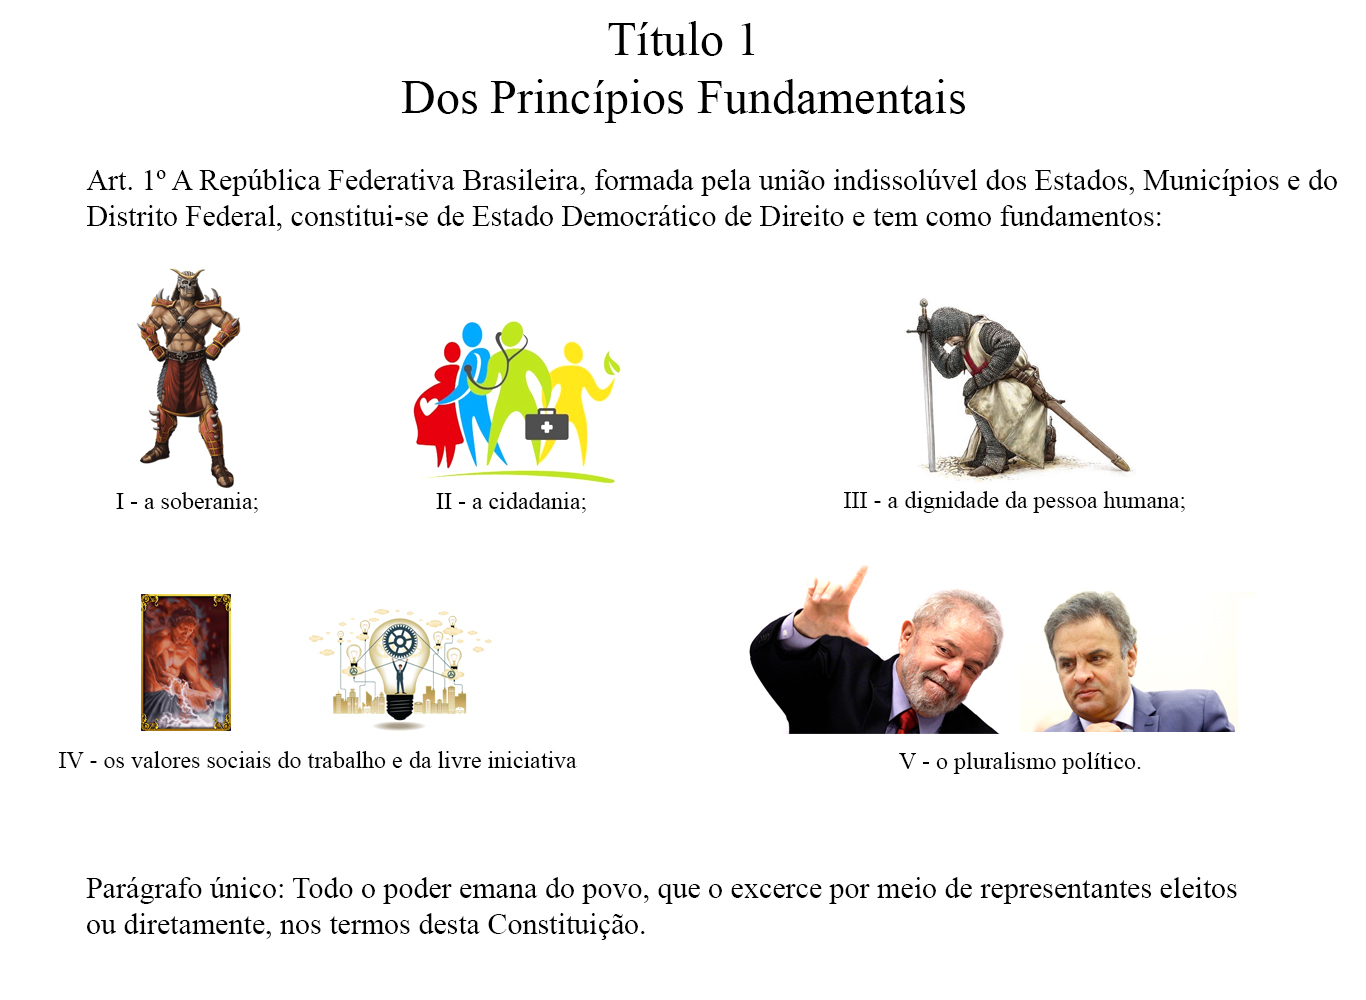 Título 1
Dos Princípios Fundamentais
Art. 1º A República Federativa Brasileira, formada pela união indissolúvel dos Estados, Municípios e do
Distrito Federal, constitui-se de Estado Democrático de Direito e tem como fundamentos:
I - a soberania;
II - a cidadania;
III - a dignidade da pessoa humana;
IV - os valores sociais do trabalho e da livre iniciativa
V - o pluralismo político.
Parágrafo único: Todo o poder emana do povo, que o excerce por meio de representantes eleitos
ou diretamente, nos termos desta Constituição.